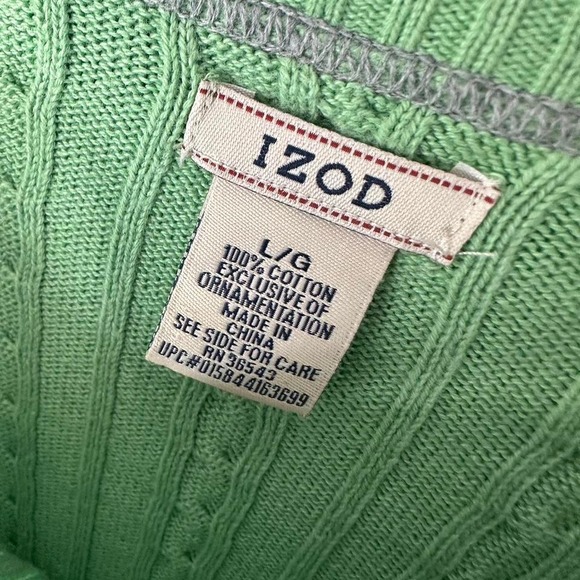 IZOD
L/G
100% COTTON
EXCLUSIVE OF
ORNAMENTATION
MADE IN
CHINA
SEE SIDE FOR CARE
RN 36543
UPC#015844163699